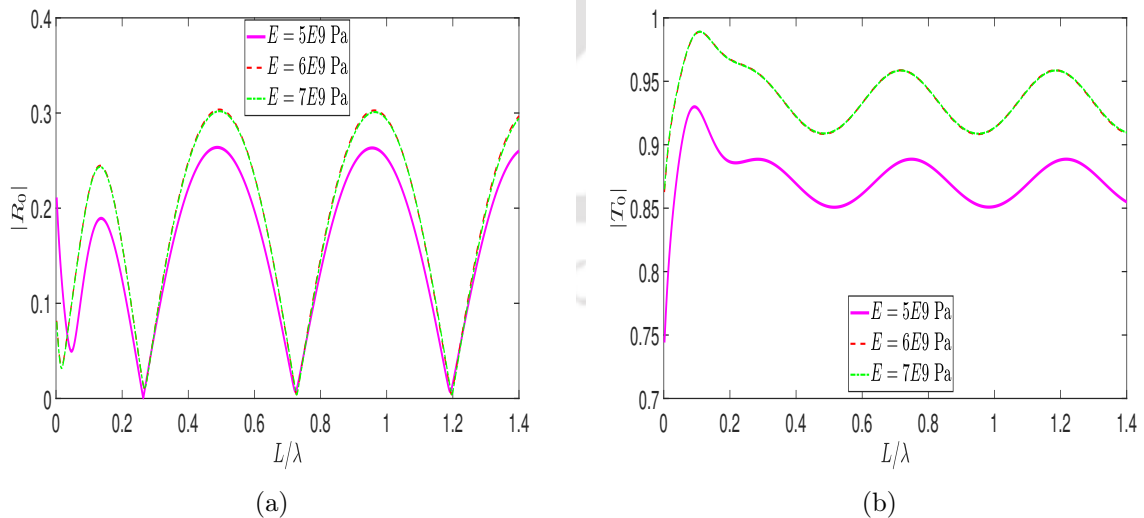 0.4
0.3
0.2
0.1
0
|R₀|
E = 5E9 Pa
E = 6E9 Pa
E = 7E9 Pa
0 0.2 0.4 0.6 0.8 1 1.2 1.4
L/λ
(a)
1
0.95
0.9
0.85
0.8
0.75
0.7
|T₀|
E = 5E9 Pa
E = 6E9 Pa
E = 7E9 Pa
0 0.2 0.4 0.6 0.8 1 1.2 1.4
L/λ
(b)